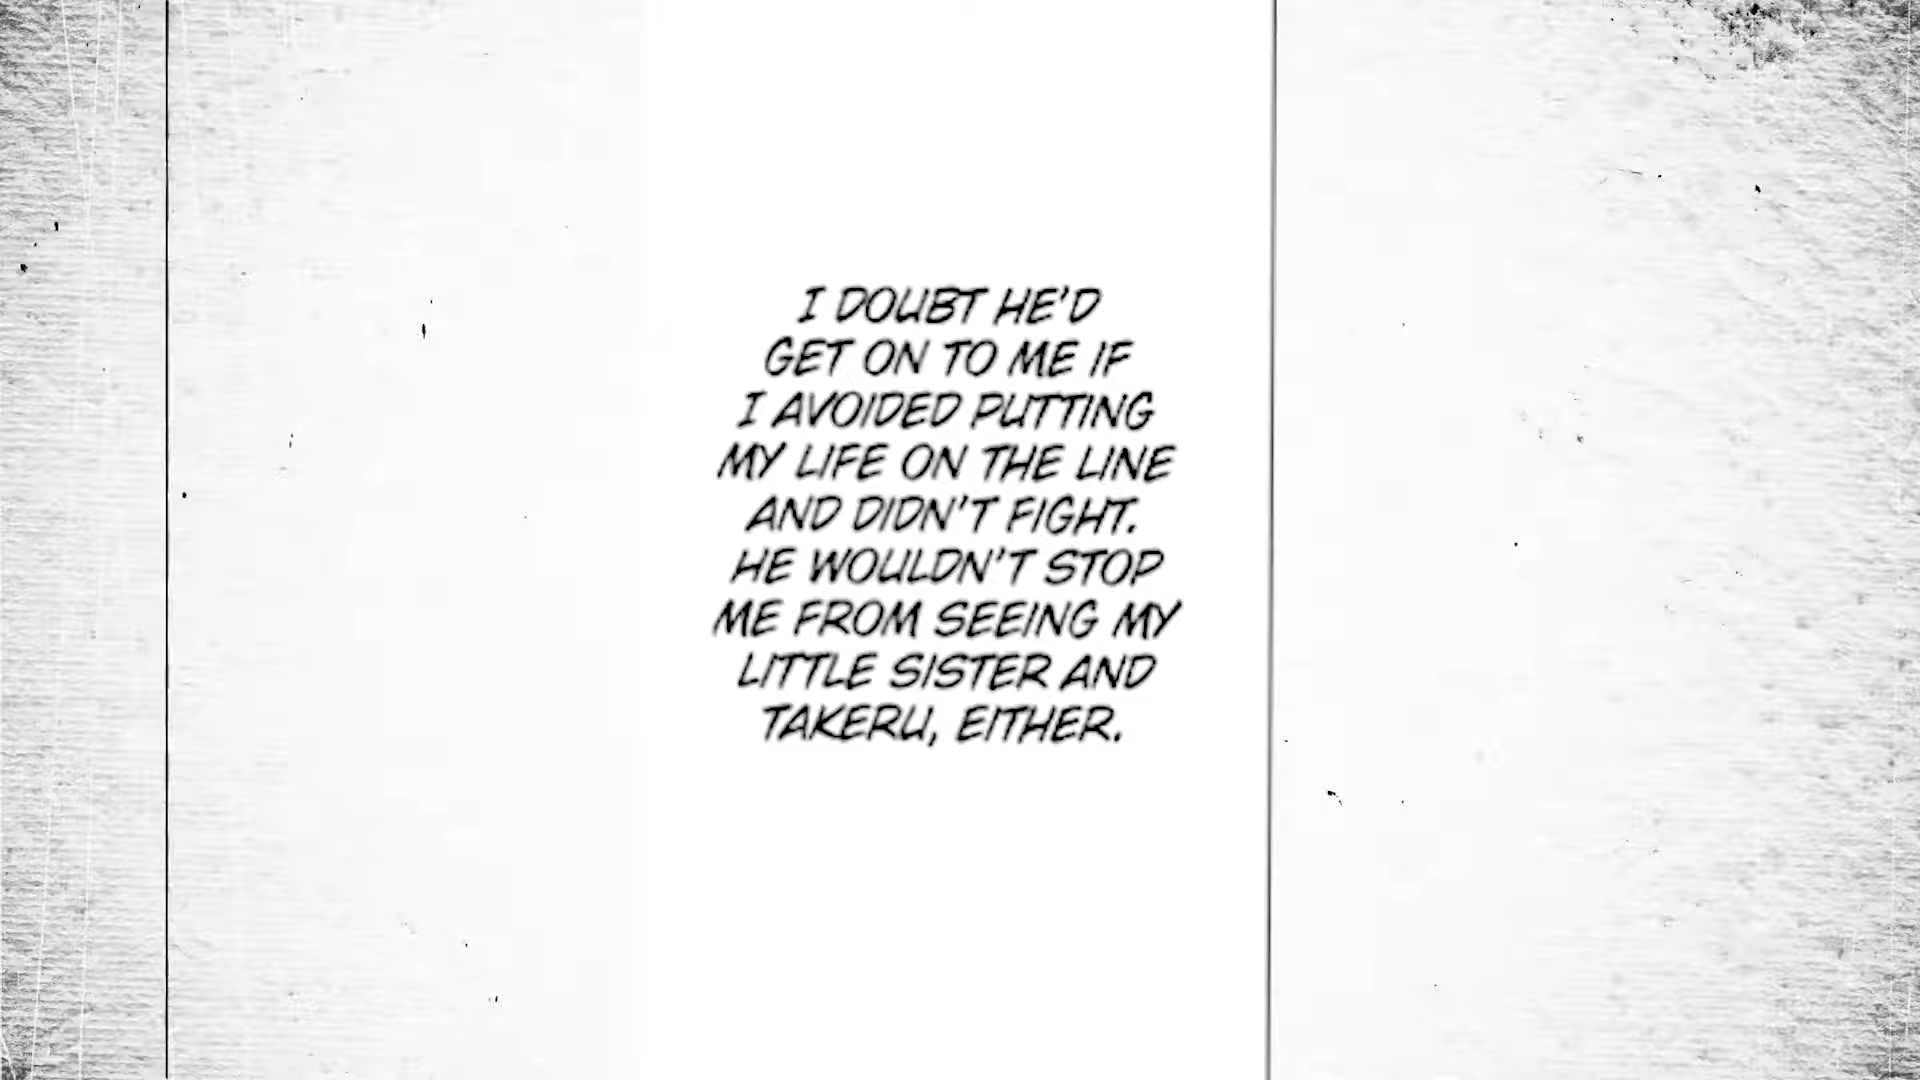 I DOUBT HE'D
GET ON TO ME IF
I AVOIDED PUTTING
MY LIFE ON THE LINE
AND DIDN'T FIGHT.
HE WOULDN'T STOP
ME FROM SEEING MY
LITTLE SISTER AND
TAKERU, EITHER.